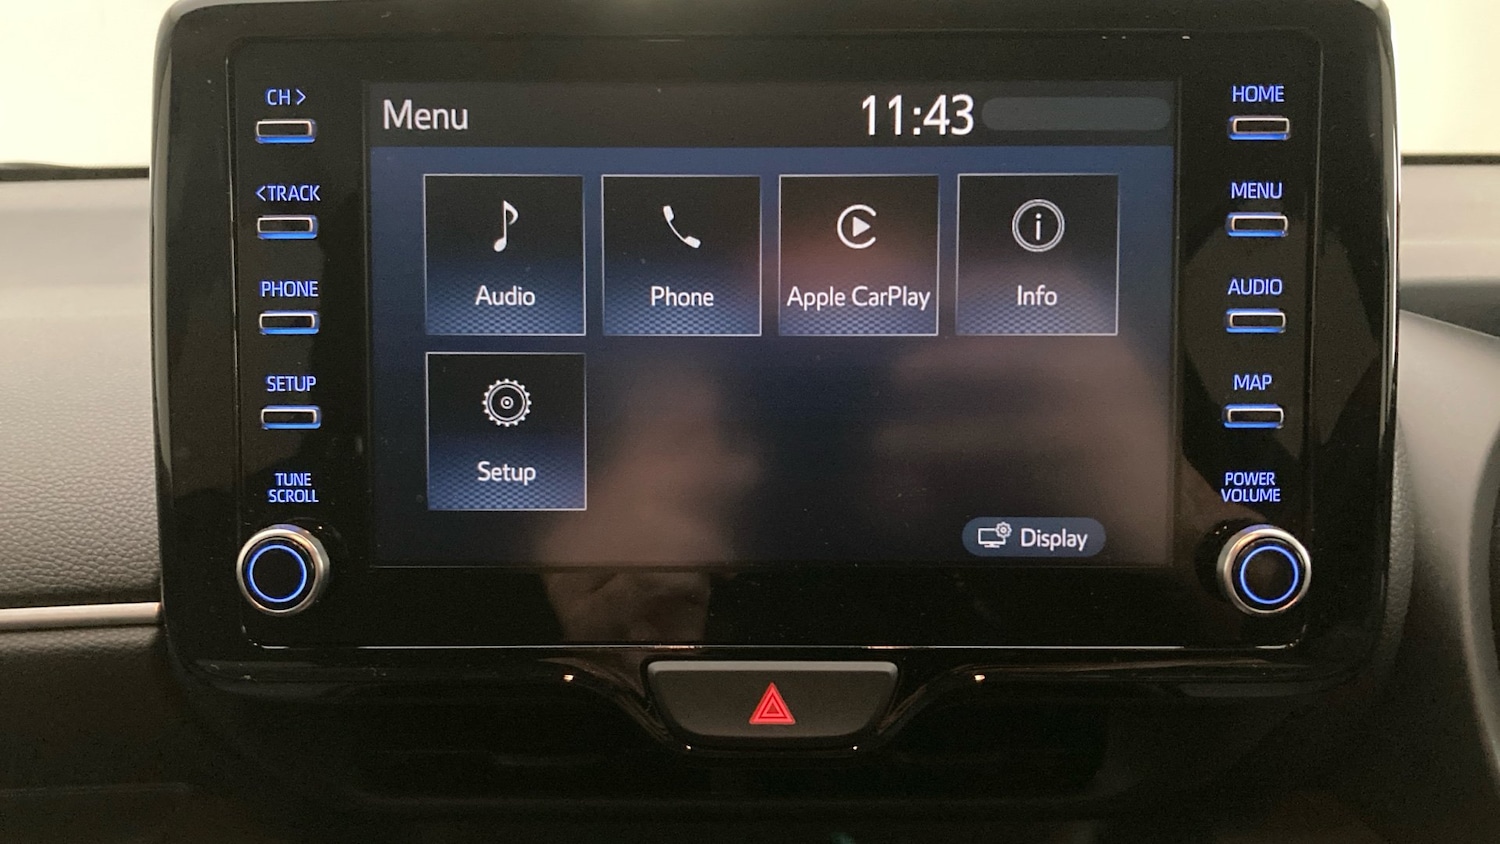 CH >
< TRACK
PHONE
SETUP
TUNE
SCROLL
Menu
11:43
Audio
Phone
Apple CarPlay
Info
Setup
Display
HOME
MENU
AUDIO
MAP
POWER
VOLUME